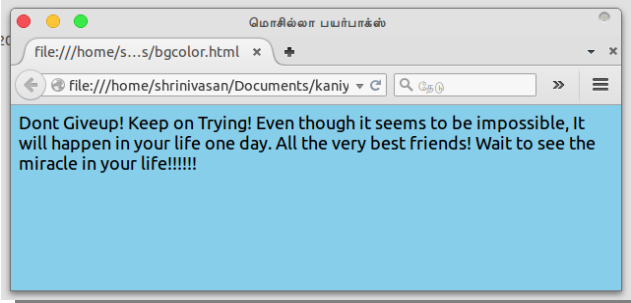 மொசில்லா பயர்பாக்ஸ்
20
file:///home/s...s/bgcolor.html
file:///home/shrinivasan/Documents/kaniy
தேடு
Dont Giveup! Keep on Trying! Even though it seems to be impossible, It
will happen in your life one day. All the very best friends! Wait to see the
miracle in your life!!!!!!